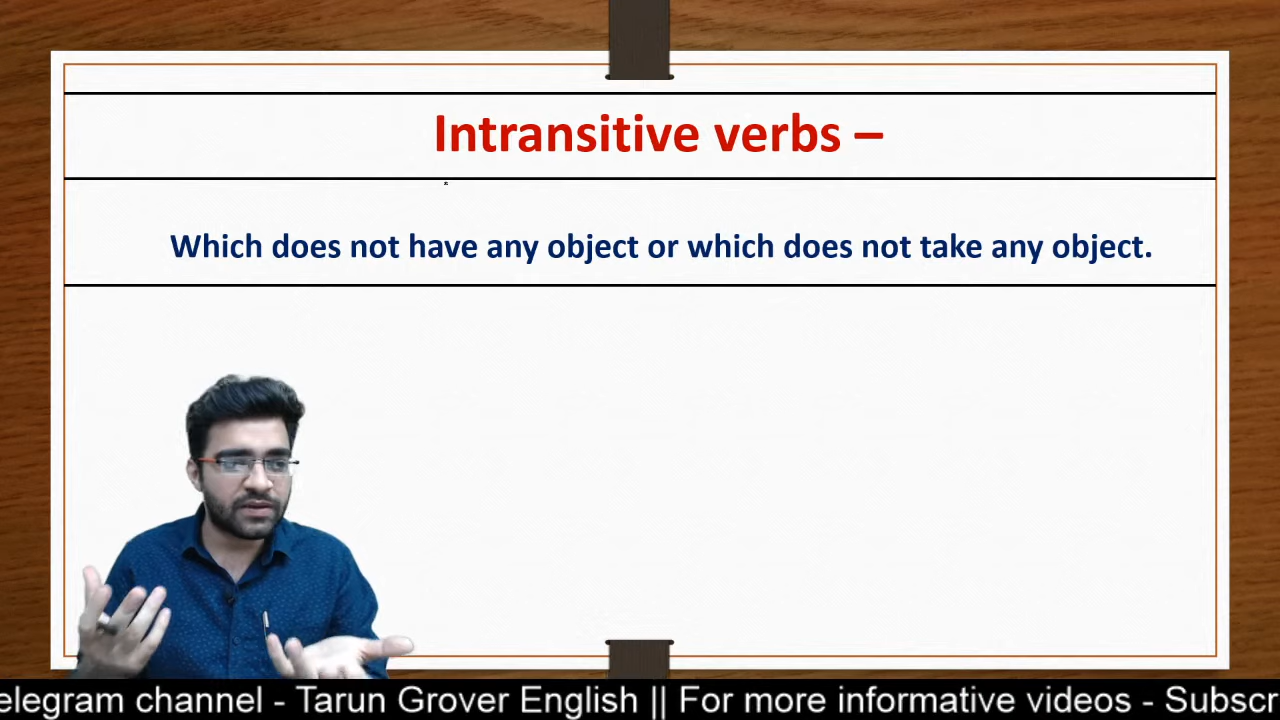 Intransitive verbs –
Which does not have any object or which does not take any object.
elegram channel - Tarun Grover English || For more informative videos - Subscr